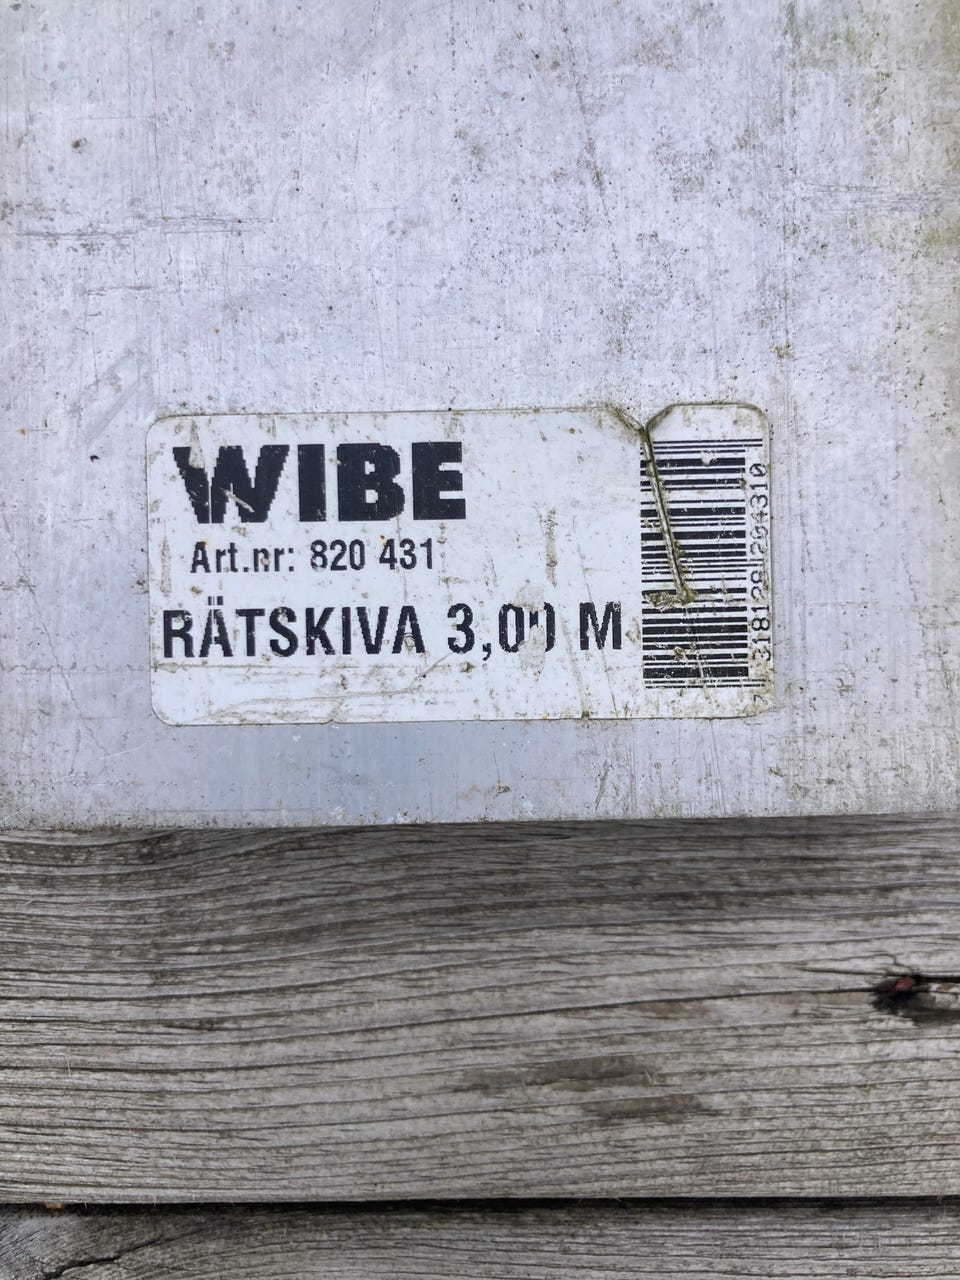 WIBE
Art.nr: 820 431
RÄTSKIVA 3,00 M